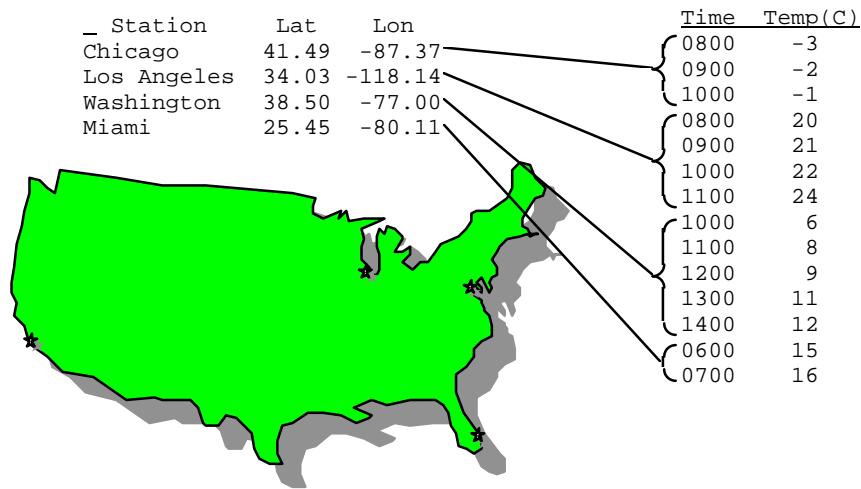 _ Station Lat Lon
Chicago 41.49 -87.37
Los Angeles 34.03 -118.14
Washington 38.50 -77.00
Miami 25.45 -80.11
Time Temp(C)
0800 -3
0900 -2
1000 -1
0800 20
0900 21
1000 22
1100 24
1000 6
1100 8
1200 9
1300 11
1400 12
0600 15
0700 16